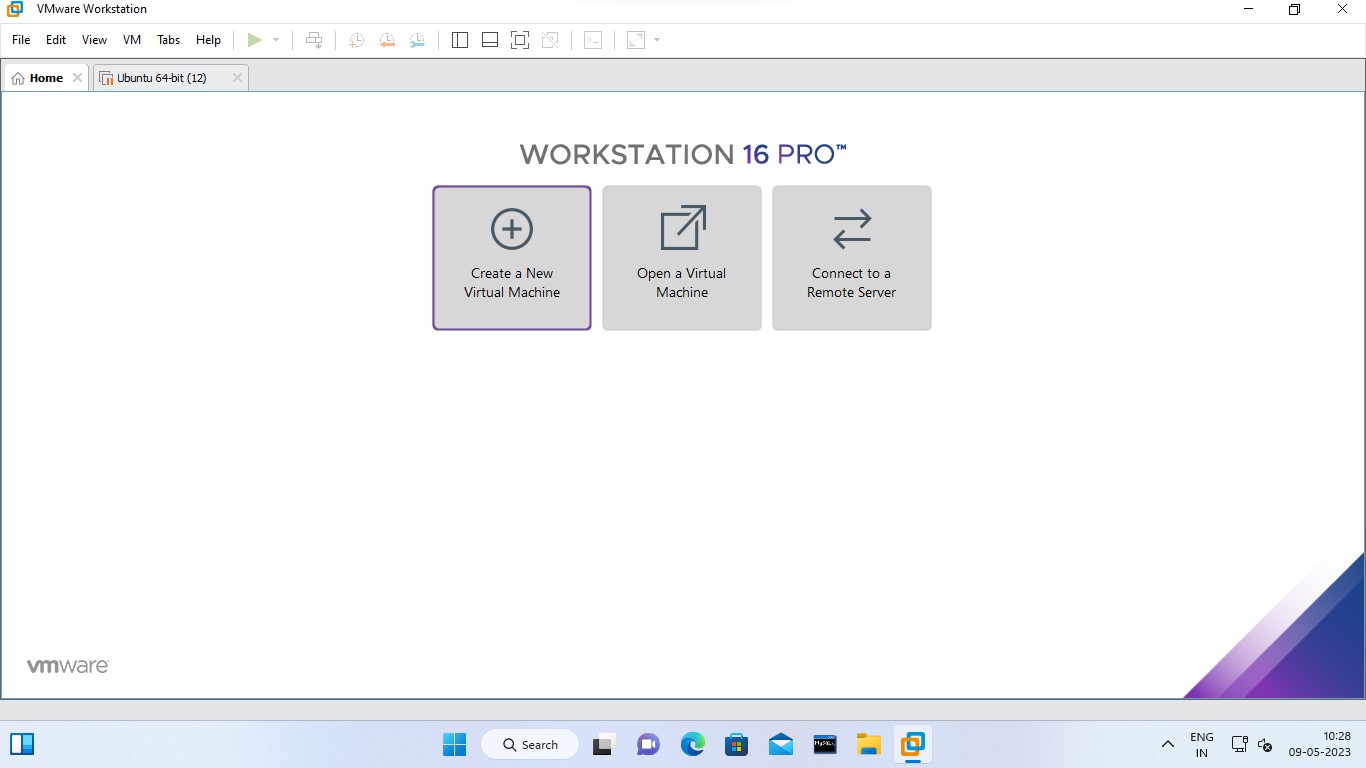 VMware Workstation
File Edit View VM Tabs Help
Home Ubuntu 64-bit (12)
WORKSTATION 16 PRO™
Create a New
Virtual Machine
Open a Virtual
Machine
Connect to a
Remote Server
vmware
Search
MySQL
ENG
IN
10:28
09-05-2023